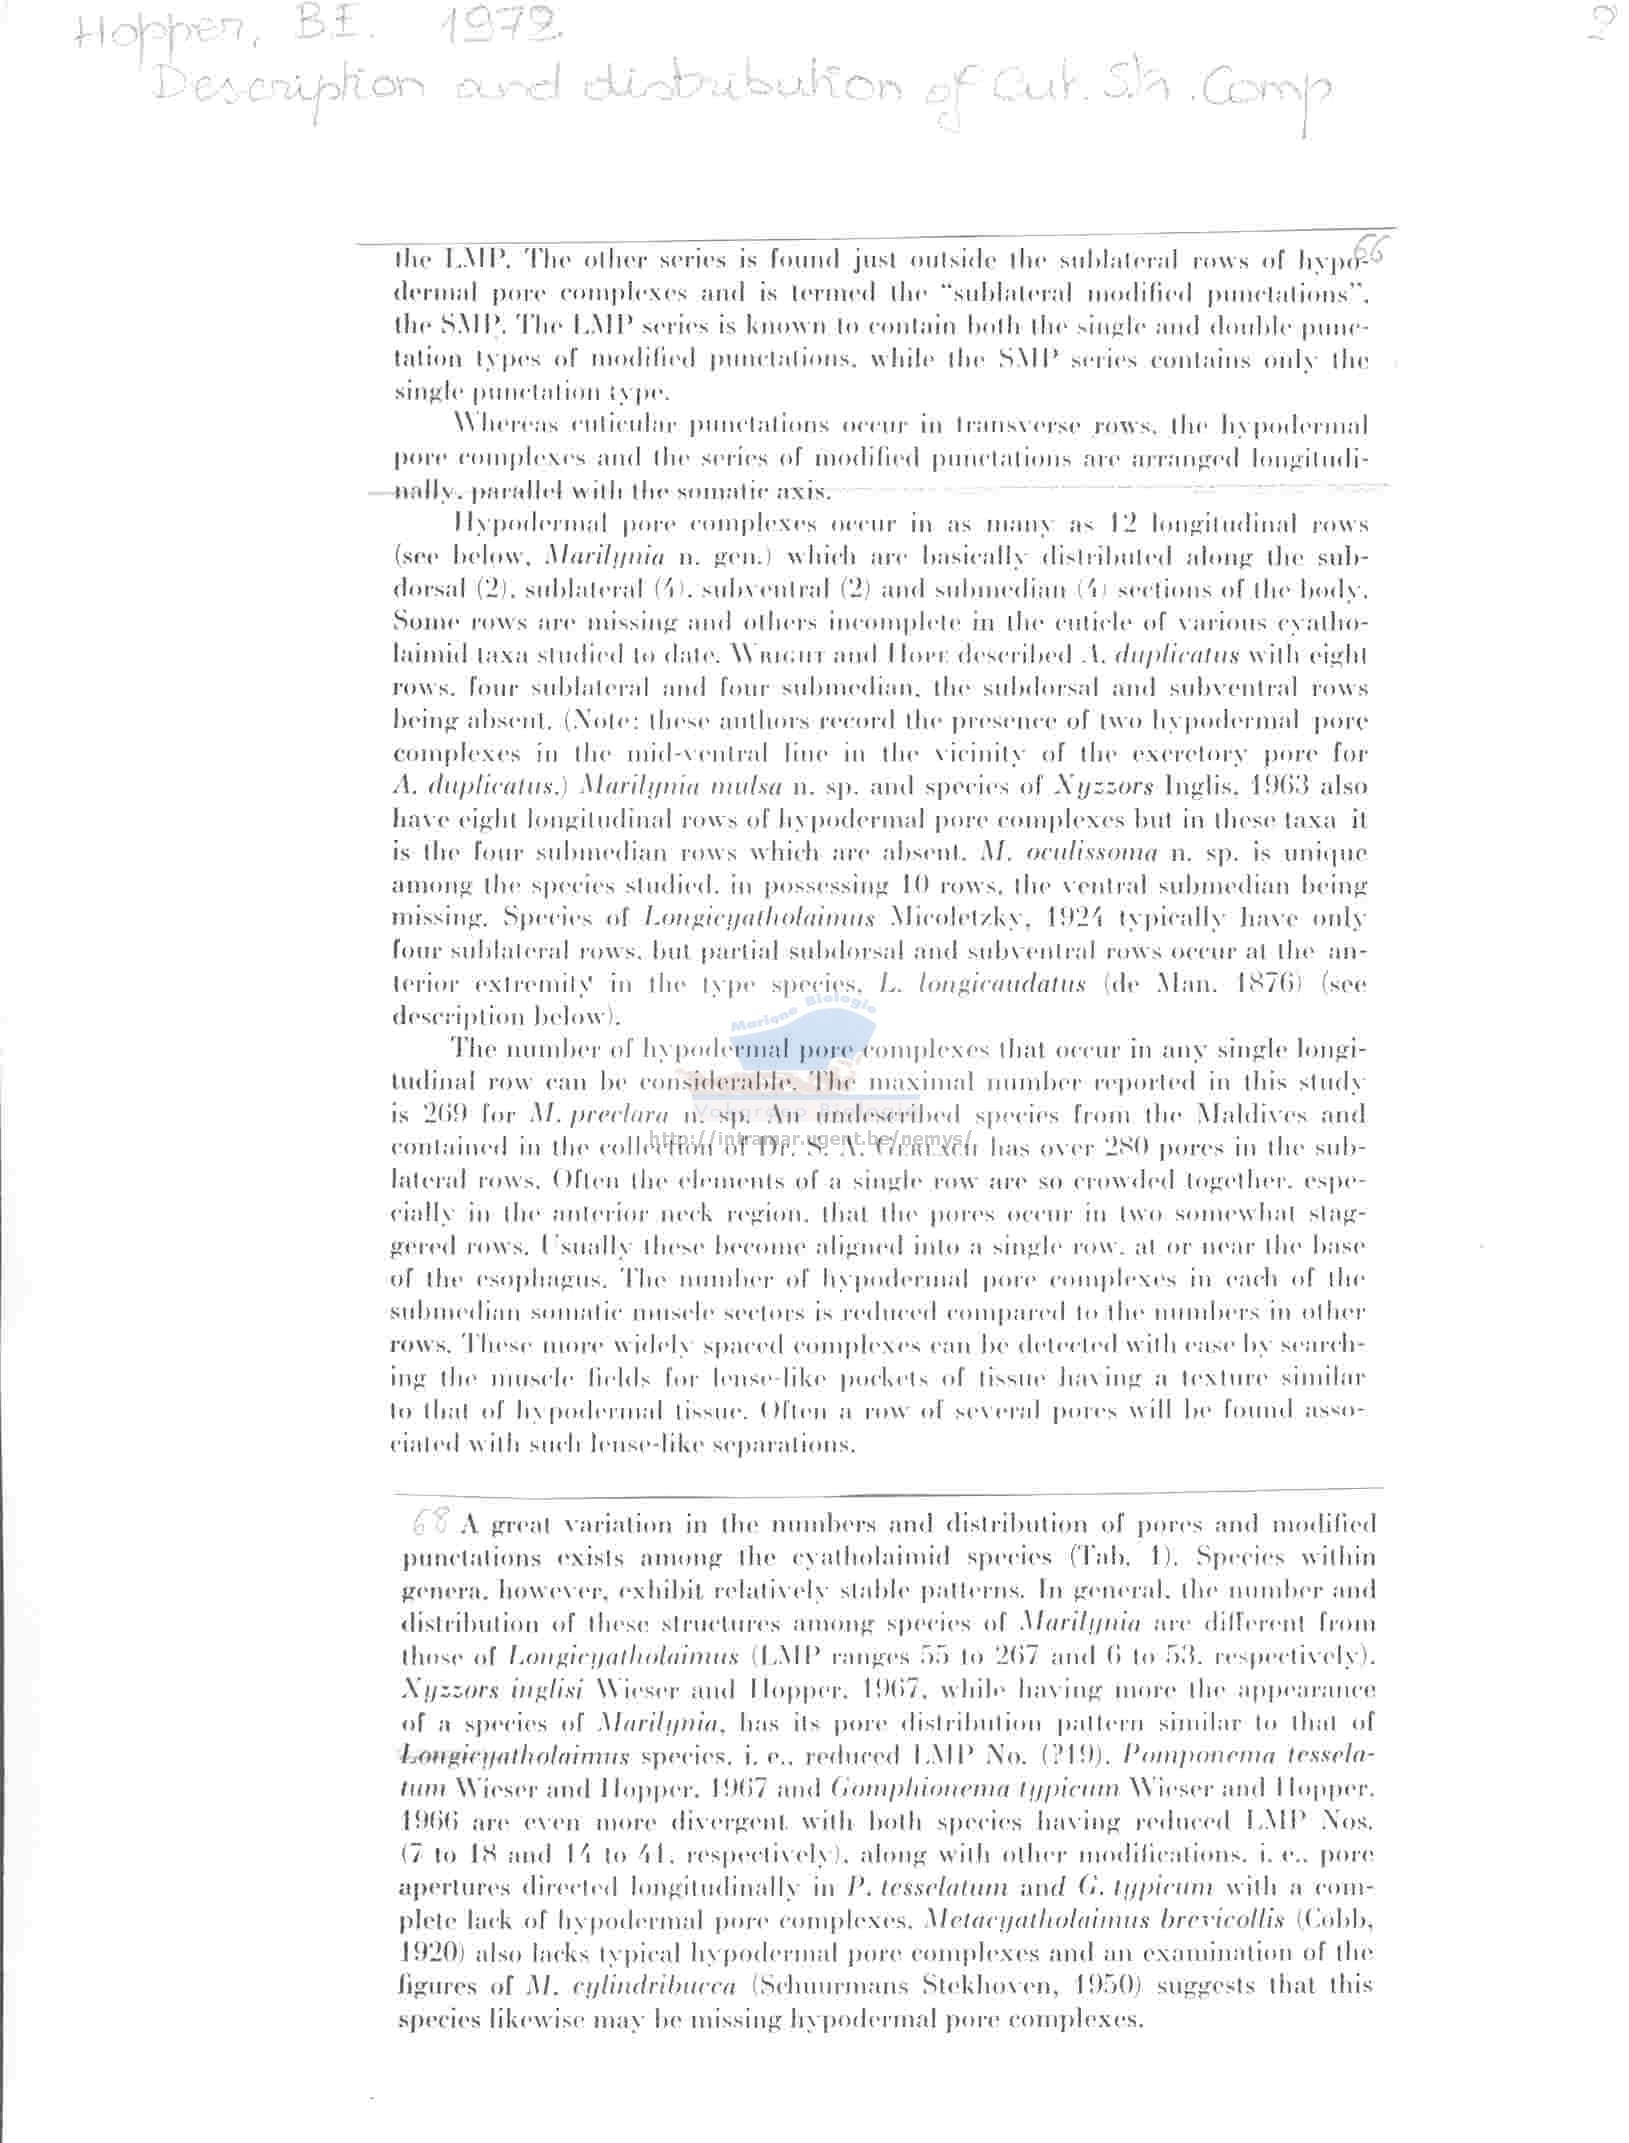 Hopper, B.E. 1972. 2
Description and distribution of Cut. Str. Comp
66
the LMP. The other series is found just outside the sublateral rows of hypo-
dermal pore complexes and is termed the “sublateral modified punctations”,
the SMP. The LMP series is known to contain both the single and double punc-
tation types of modified punctations, while the SMP series contains only the
single punctation type.
Whereas cuticular punctations occur in transverse rows, the hypodermal
pore complexes and the series of modified punctations are arranged longitudi-
nally, parallel with the somatic axis.
Hypodermal pore complexes occur in as many as 12 longitudinal rows
(see below, Marilynia n. gen.) which are basically distributed along the sub-
dorsal (2), sublateral (4), subventral (2) and submedian (4) sections of the body.
Some rows are missing and others incomplete in the cuticle of various cyatho-
laimid taxa studied to date. WRIGHT and HOPE described A. duplicatus with eight
rows, four sublateral and four submedian, the subdorsal and subventral rows
being absent. (Note: these authors record the presence of two hypodermal pore
complexes in the mid-ventral line in the vicinity of the excretory pore for
A. duplicatus.) Marilynia mulsa n. sp. and species of Xyzzors Inglis, 1963 also
have eight longitudinal rows of hypodermal pore complexes but in these taxa it
is the four submedian rows which are absent. M. oculissoma n. sp. is unique
among the species studied, in possessing 10 rows, the ventral submedian being
missing. Species of Longicyatholaimus Micoletzky, 1924 typically have only
four sublateral rows, but partial subdorsal and subventral rows occur at the an-
terior extremity in the type species, L. longicaudatus (de Man, 1876) (see
description below).
The number of hypodermal pore complexes that occur in any single longi-
tudinal row can be considerable. The maximal number reported in this study
is 269 for M. preclara n. sp. An undescribed species from the Maldives and
contained in the collection of Dr. S. A. GERLACH has over 280 pores in the sub-
lateral rows. Often the elements of a single row are so crowded together, espe-
cially in the anterior neck region, that the pores occur in two somewhat stag-
gered rows. Usually these become aligned into a single row, at or near the base
of the esophagus. The number of hypodermal pore complexes in each of the
submedian somatic muscle sectors is reduced compared to the numbers in other
rows. These more widely spaced complexes can be detected with ease by search-
ing the muscle fields for lense-like pockets of tissue having a texture similar
to that of hypodermal tissue. Often a row of several pores will be found asso-
ciated with such lense-like separations.
Mariene Biologie
Vakgroep Biologie
http://intramar.ugent.be/nemys/
68 A great variation in the numbers and distribution of pores and modified
punctations exists among the cyatholaimid species (Tab. 1). Species within
genera, however, exhibit relatively stable patterns. In general, the number and
distribution of these structures among species of Marilynia are different from
those of Longicyatholaimus (LMP ranges 55 to 267 and 6 to 53, respectively).
Xyzzors inglisi Wieser and Hopper, 1967, while having more the appearance
of a species of Marilynia, has its pore distribution pattern similar to that of
Longicyatholaimus species, i. e., reduced LMP No. (?19). Pomponema tessela-
tum Wieser and Hopper, 1967 and Gomphionema typicum Wieser and Hopper,
1966 are even more divergent with both species having reduced LMP Nos.
(7 to 18 and 14 to 41, respectively), along with other modifications, i. e., pore
apertures directed longitudinally in P. tesselatum and G. typicum with a com-
plete lack of hypodermal pore complexes. Metacyatholaimus brevicollis (Cobb,
1920) also lacks typical hypodermal pore complexes and an examination of the
figures of M. cylindribucca (Schuurmans Stekhoven, 1950) suggests that this
species likewise may be missing hypodermal pore complexes.